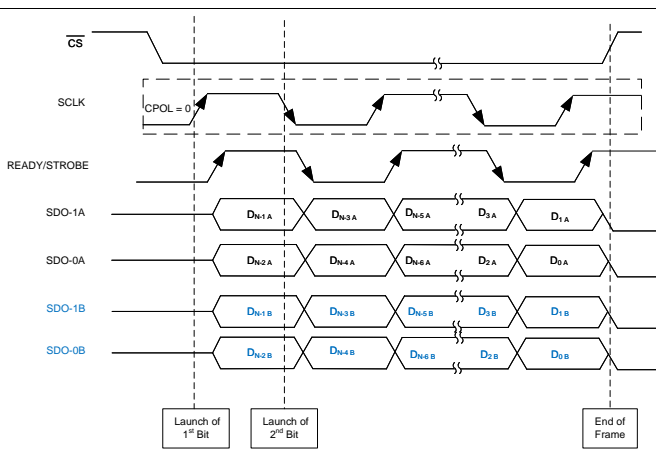 CS
SCLK
CPOL = 0
READY/STROBE
SDO-1A DN-1 A DN-3 A DN-5 A D3 A D1 A
SDO-0A DN-2 A DN-4 A DN-6 A D2 A D0 A
SDO-1B DN-1 B DN-3 B DN-5 B D3 B D1 B
SDO-0B DN-2 B DN-4 B DN-6 B D2 B D0 B
Launch of
1st Bit
Launch of
2nd Bit
End of
Frame